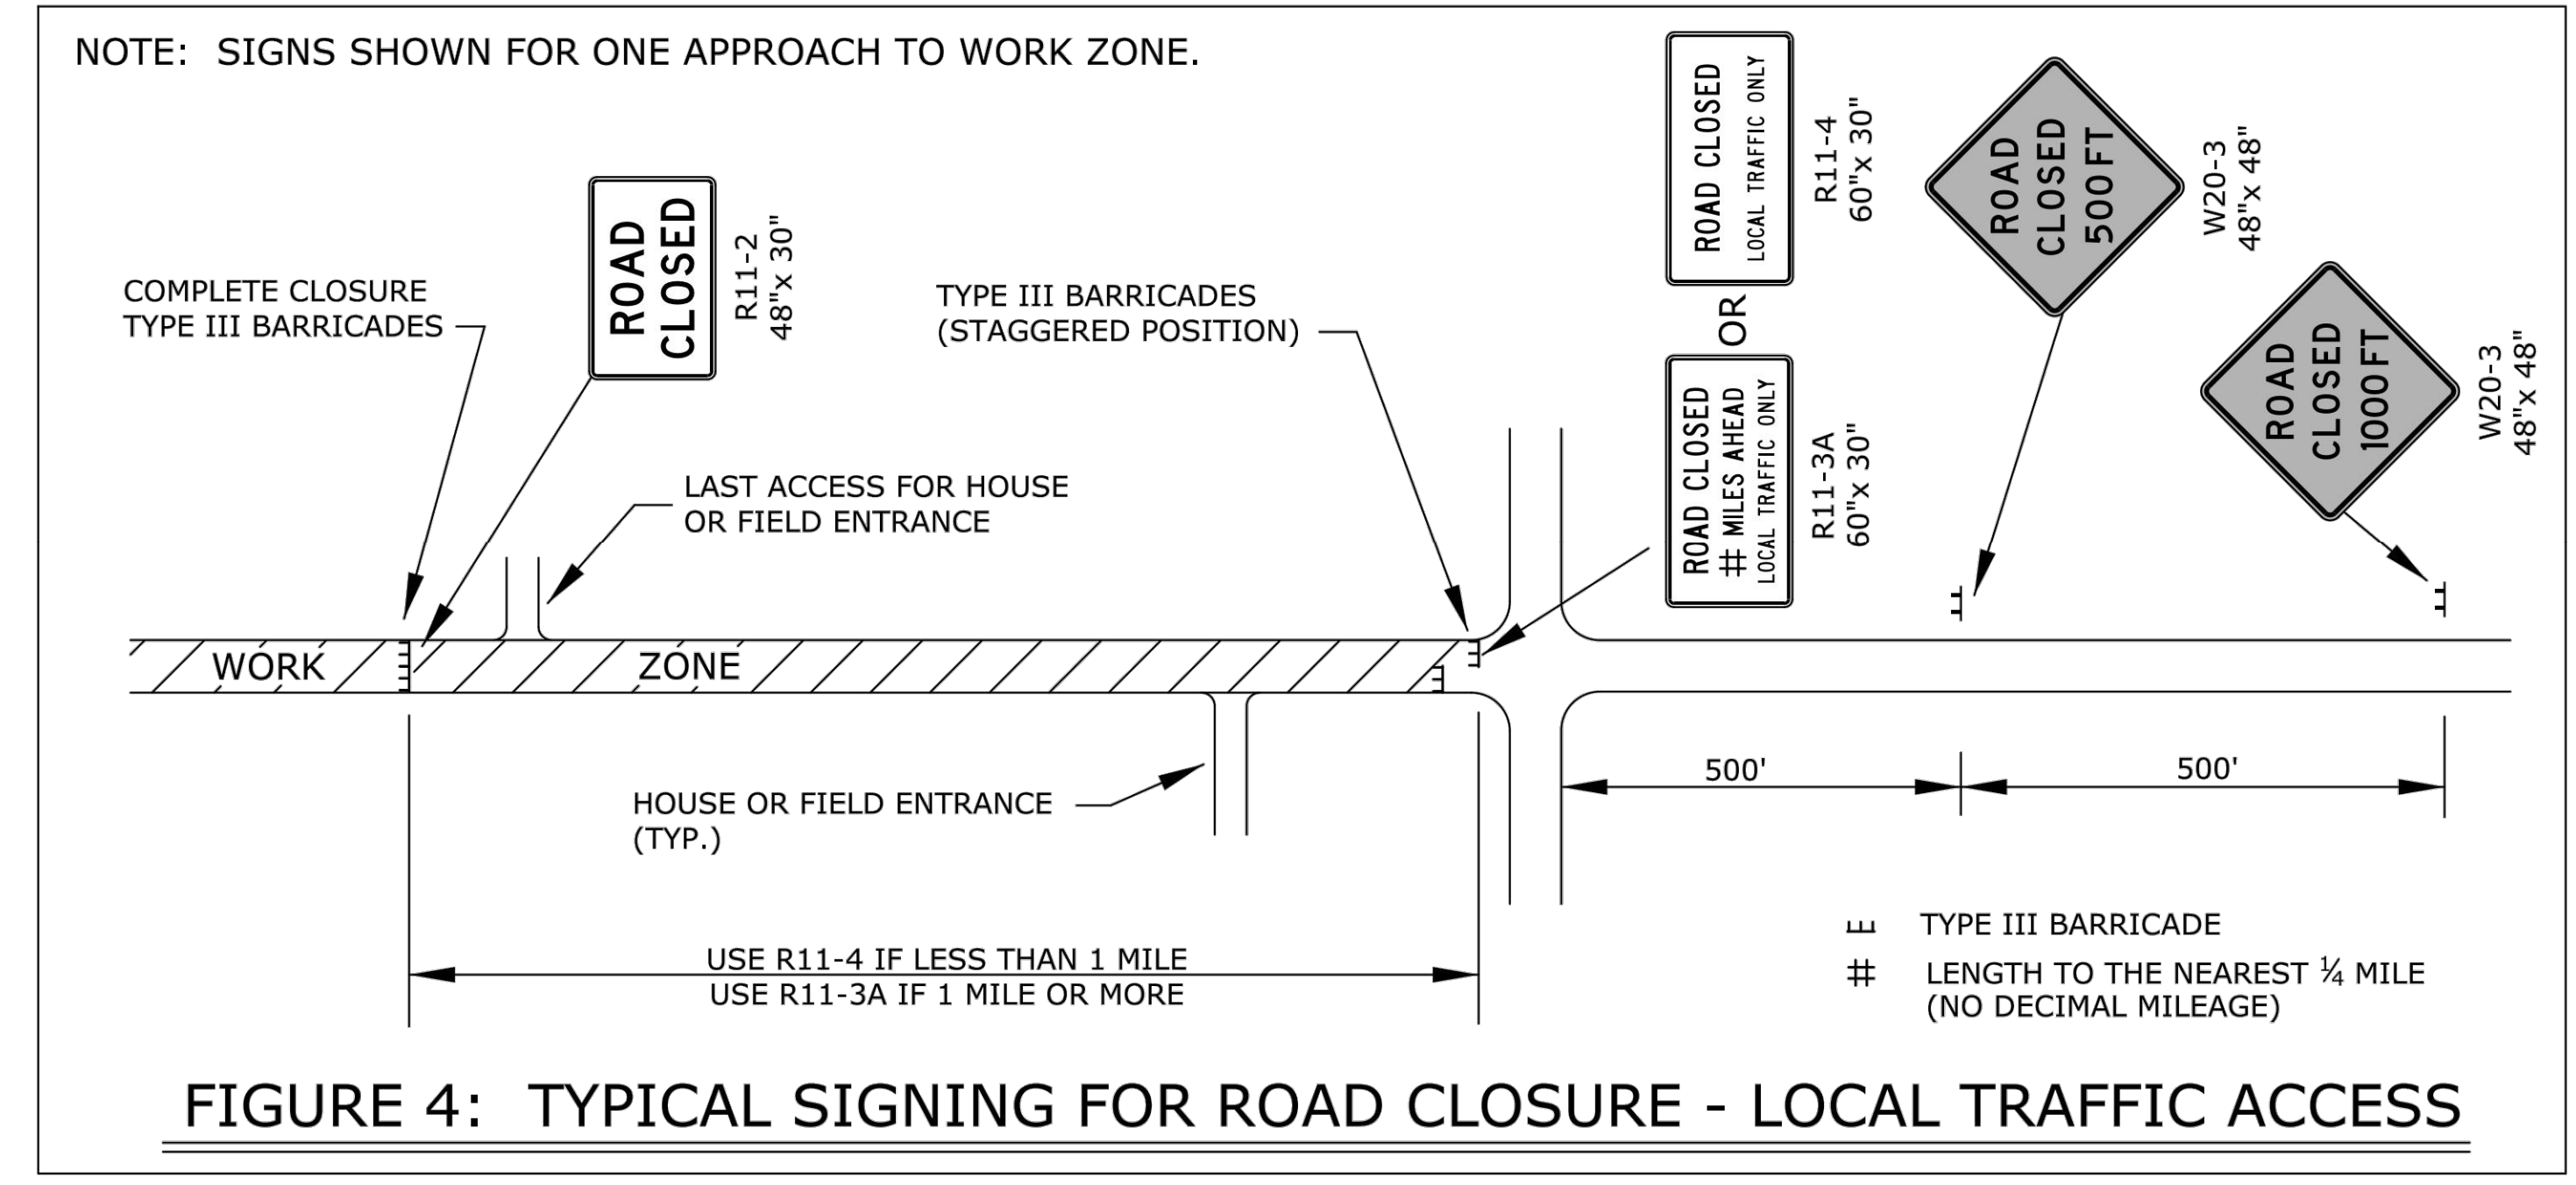 NOTE: SIGNS SHOWN FOR ONE APPROACH TO WORK ZONE.
COMPLETE CLOSURE
TYPE III BARRICADES
ROAD
CLOSED
R11-2
48"x 30"
TYPE III BARRICADES
(STAGGERED POSITION)
ROAD CLOSED
LOCAL TRAFFIC ONLY
R11-4
60"x 30"
OR
ROAD CLOSED
# MILES AHEAD
LOCAL TRAFFIC ONLY
R11-3A
60"x 30"
ROAD
CLOSED
500FT
W20-3
48"x 48"
ROAD
CLOSED
1000FT
W20-3
48"x 48"
LAST ACCESS FOR HOUSE
OR FIELD ENTRANCE
WORK ZONE
HOUSE OR FIELD ENTRANCE
(TYP.)
500'
500'
USE R11-4 IF LESS THAN 1 MILE
USE R11-3A IF 1 MILE OR MORE
TYPE III BARRICADE
# LENGTH TO THE NEAREST ¼ MILE
(NO DECIMAL MILEAGE)
FIGURE 4: TYPICAL SIGNING FOR ROAD CLOSURE - LOCAL TRAFFIC ACCESS